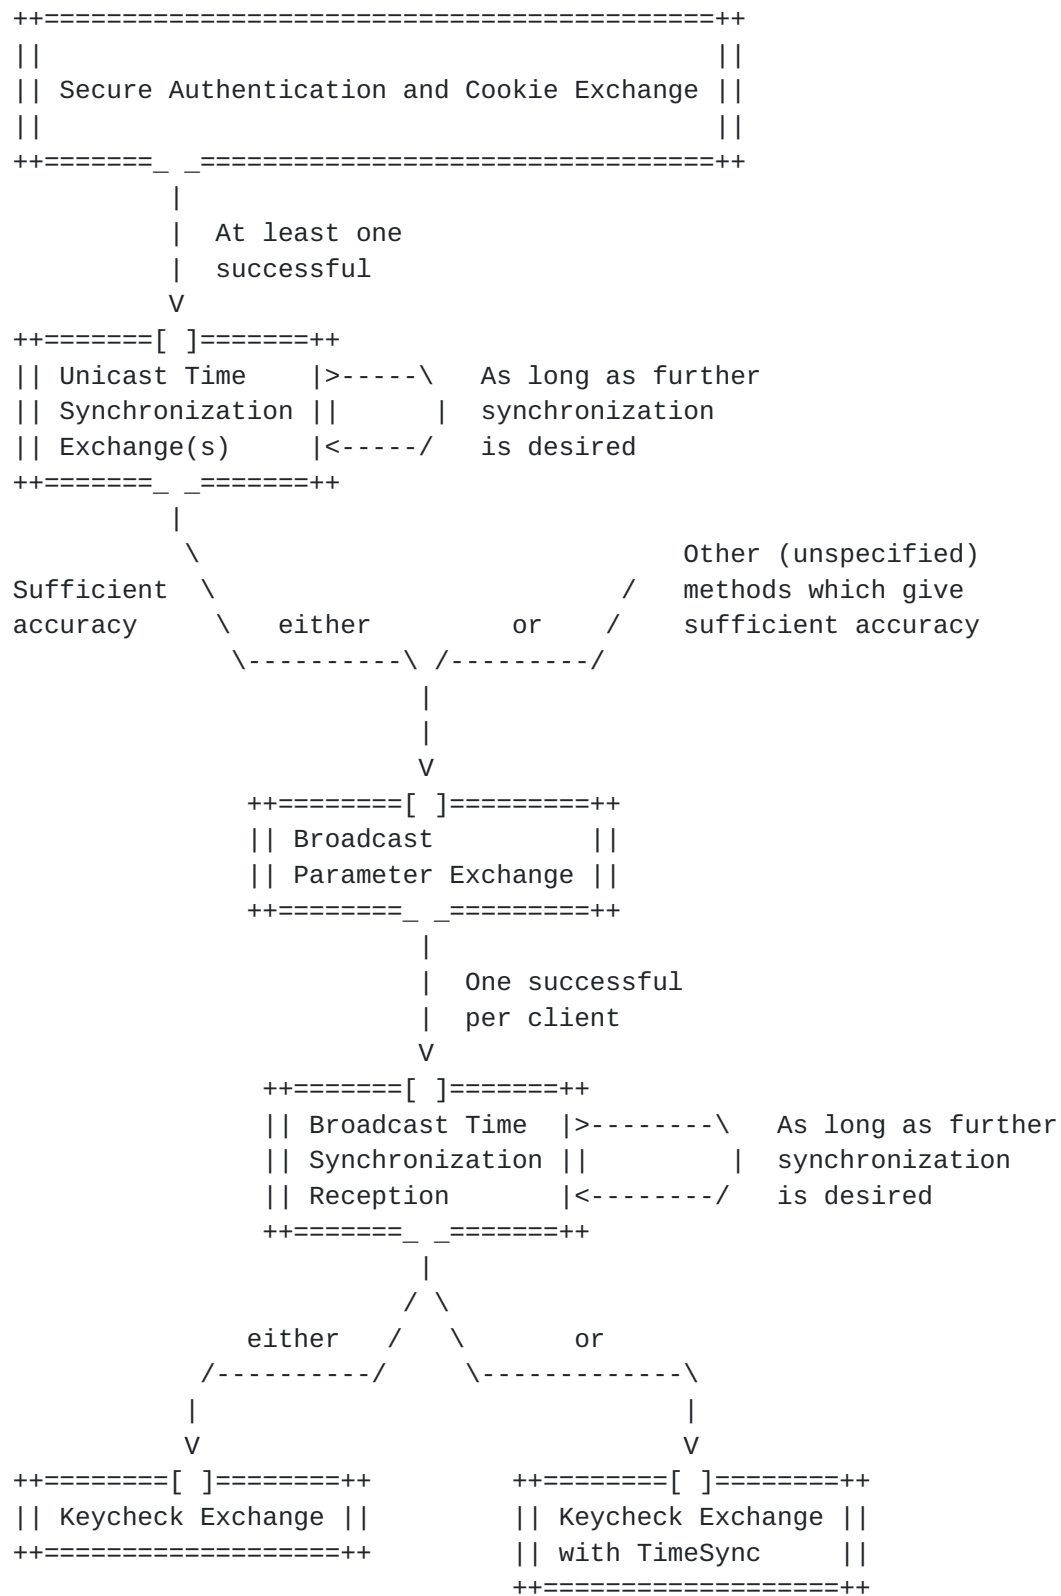 ++===========================================++
||                                           ||
|| Secure Authentication and Cookie Exchange ||
||                                           ||
++=======_ _=================================++
          |
          |  At least one
          |  successful
          V
++=======[ ]=======++
|| Unicast Time    |>-----\   As long as further
|| Synchronization ||      |  synchronization
|| Exchange(s)     |<-----/   is desired
++=======_ _=======++
          |
           \                               Other (unspecified)
Sufficient  \                          /   methods which give
accuracy     \   either         or    /    sufficient accuracy
              \----------\ /---------/
                          |
                          |
                          V
               ++========[ ]=========++
               || Broadcast          ||
               || Parameter Exchange ||
               ++========_ _=========++
                          |
                          |  One successful
                          |  per client
                          V
                ++=======[ ]=======++
                || Broadcast Time  |>--------\   As long as further
                || Synchronization ||         |  synchronization
                || Reception       |<--------/   is desired
                ++=======_ _=======++
                          |
                         / \
               either   /   \       or
            /----------/     \-------------\
           |                               |
           V                               V
++========[ ]========++         ++========[ ]========++
|| Keycheck Exchange ||         || Keycheck Exchange ||
++===================++         || with TimeSync     ||
                                ++===================++